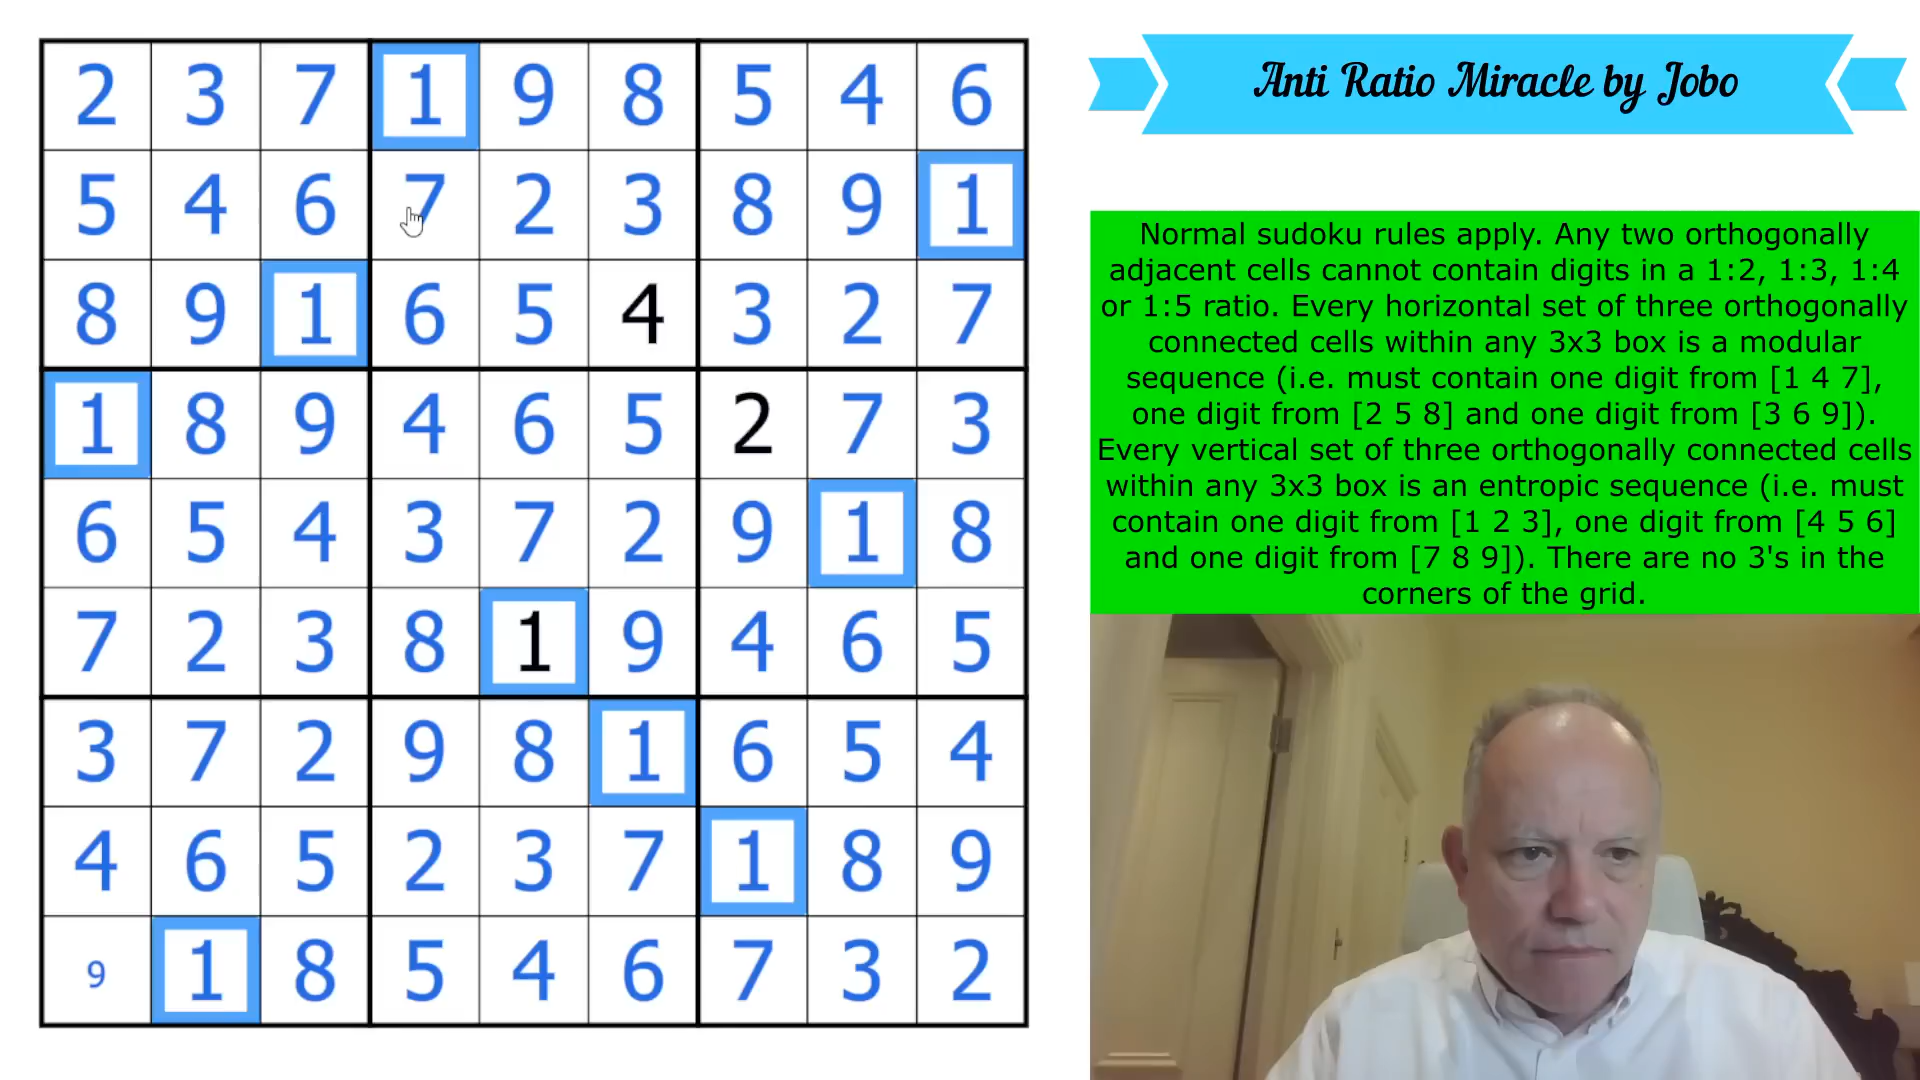 Anti Ratio Miracle by Jobo
2 3 7 1 9 8 5 4 6
5 4 6 7 2 3 8 9 1
8 9 1 6 5 4 3 2 7
1 8 9 4 6 5 2 7 3
6 5 4 3 7 2 9 1 8
7 2 3 8 1 9 4 6 5
3 7 2 9 8 1 6 5 4
4 6 5 2 3 7 1 8 9
9 1 8 5 4 6 7 3 2
Normal sudoku rules apply. Any two orthogonally
adjacent cells cannot contain digits in a 1:2, 1:3, 1:4
or 1:5 ratio. Every horizontal set of three orthogonally
connected cells within any 3x3 box is a modular
sequence (i.e. must contain one digit from [1 4 7],
one digit from [2 5 8] and one digit from [3 6 9]).
Every vertical set of three orthogonally connected cells
within any 3x3 box is an entropic sequence (i.e. must
contain one digit from [1 2 3], one digit from [4 5 6]
and one digit from [7 8 9]). There are no 3's in the
corners of the grid.